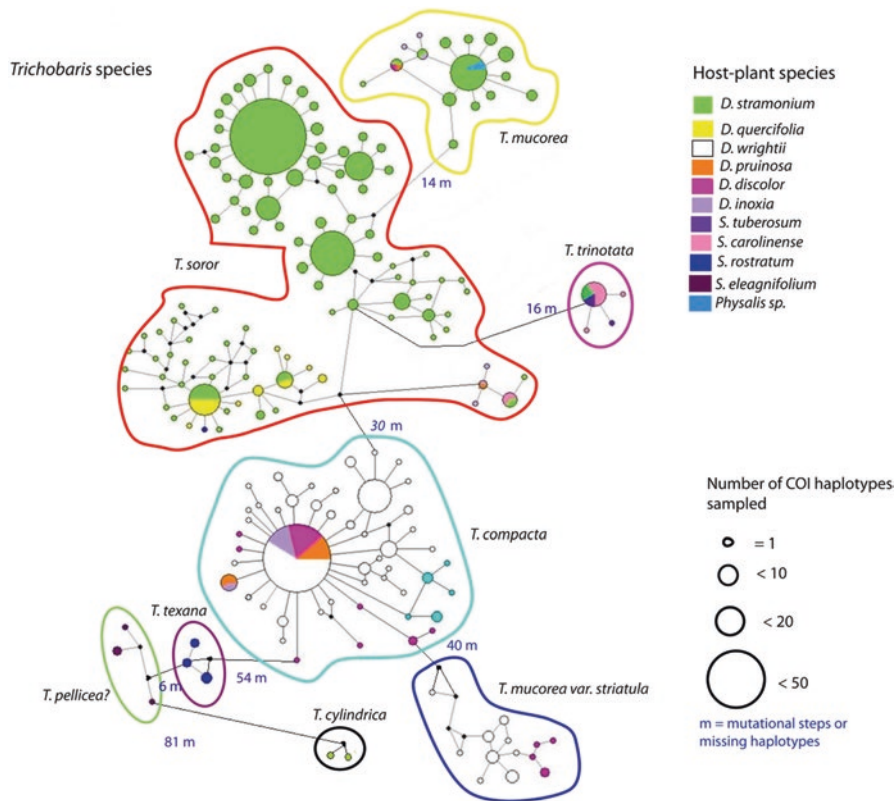 Trichobaris species
T. mucorea
14 m
T. soror
T. trinotata
16 m
30 m
T. compacta
T. texana
54 m
40 m
T. pellicea?
6 m
T. mucorea var. striatula
T. cylindrica
81 m
Host-plant species
D. stramonium
D. quercifolia
D. wrightii
D. pruinosa
D. discolor
D. inoxia
S. tuberosum
S. carolinense
S. rostratum
S. eleagnifolium
Physalis sp.
Number of COI haplotypes
sampled
= 1
< 10
< 20
< 50
m = mutational steps or
missing haplotypes